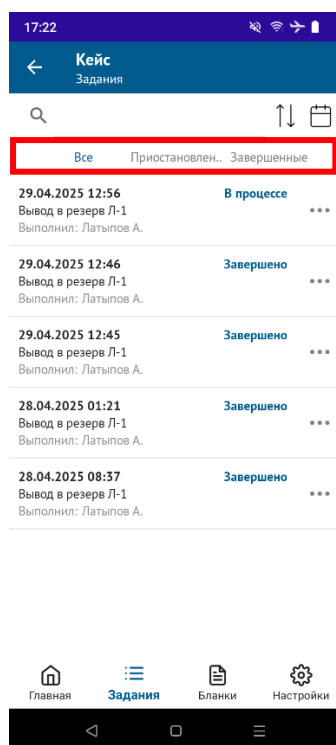 17:22
Кейс
Задания
Все Приостановлен.. Завершенные
29.04.2025 12:56 В процессе
Вывод в резерв Л-1
Выполнил: Латыпов А.
29.04.2025 12:46 Завершено
Вывод в резерв Л-1
Выполнил: Латыпов А.
29.04.2025 12:45 Завершено
Вывод в резерв Л-1
Выполнил: Латыпов А.
28.04.2025 01:21 Завершено
Вывод в резерв Л-1
Выполнил: Латыпов А.
28.04.2025 08:37 Завершено
Вывод в резерв Л-1
Выполнил: Латыпов А.
Главная Задания Бланки Настройки